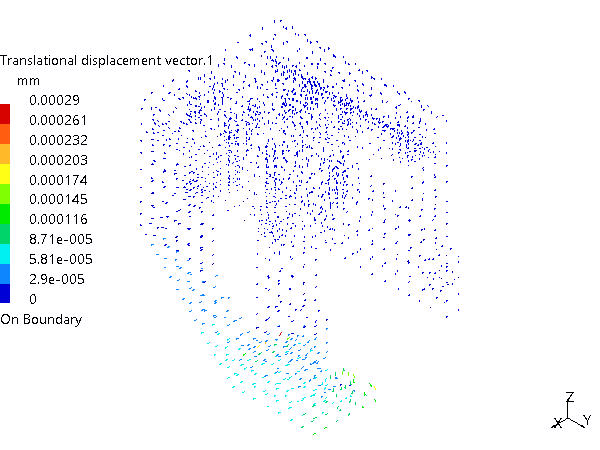 Translational displacement vector.1
mm
0.00029
0.000261
0.000232
0.000203
0.000174
0.000145
0.000116
8.71e-005
5.81e-005
2.9e-005
0
On Boundary
Z
X Y